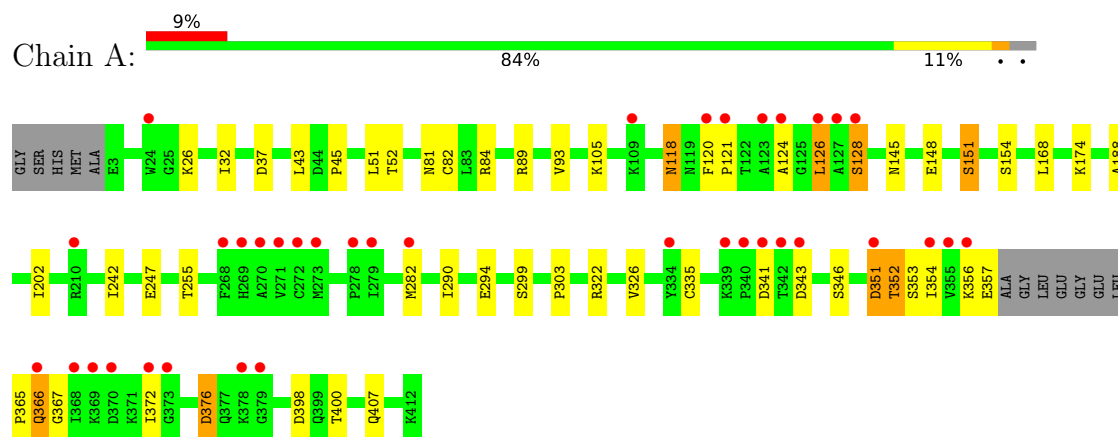 9%
Chain A:
84% 11% • •
GLY SER HIS MET ALA E3 W24 G25 K26 I32 D37 L43 D44 P45 L51 T52 N81 C82 L83 R84 R89 V93 K105 K109 N118 N119 F120 P121 T122 A123 A124 G125 L126 A127 S128 N145 E148 S151 S154 L168 K174 A188
I202 R210 I242 E247 T255 F268 H269 A270 V271 C272 M273 P278 I279 M282 I290 E294 S299 P303 R322 V326 Y334 C335 K339 P340 D341 T342 D343 S346 D351 T352 S353 I354 V355 K356 E357 ALA GLY LEU GLU GLY GLU LEU
P365 Q366 G367 I368 K369 D370 K371 I372 G373 D376 Q377 K378 G379 D398 Q399 T400 Q407 K412